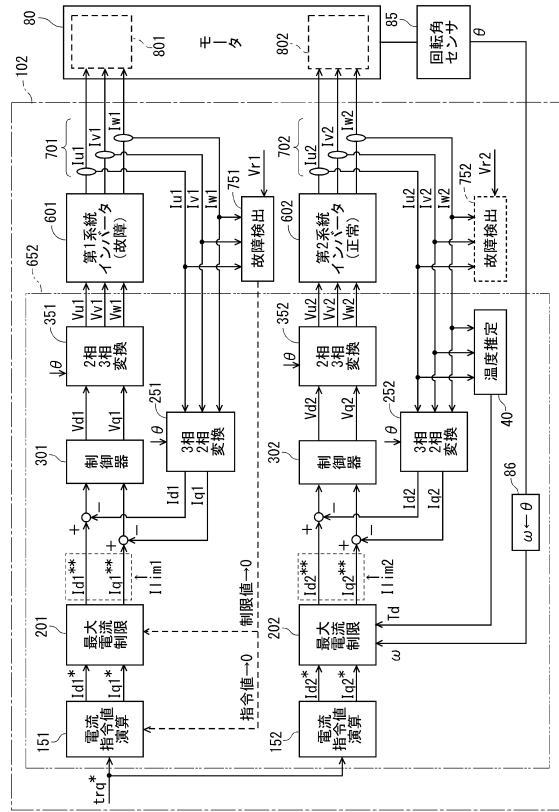 102
80
801
モータ
802
85
回転角
センサ
θ
652
trq*
151
電流
指令値
演算
Id1*
Iq1*
201
最大
電流
制限
Id1**
Iq1**
Ilim1
+
−
+
−
301
制御器
Vd1
Vq1
351
2相
3相
変換
θ
Vu1
Vv1
Vw1
601
第1系統
インバータ
(故障)
701
Iu1
Iv1
Iw1
251
3相
2相
変換
θ
Id1
Iq1
Iu1
Iv1
Iw1
751
故障検出
Vr1
指令値→0
制限値→0
152
電流
指令値
演算
Id2*
Iq2*
202
最大
電流
制限
Id2**
Iq2**
Ilim2
+
−
+
−
302
制御器
Vd2
Vq2
352
2相
3相
変換
θ
Vu2
Vv2
Vw2
602
第2系統
インバータ
(正常)
702
Iu2
Iv2
Iw2
252
3相
2相
変換
θ
Id2
Iq2
Iu2
Iv2
Iw2
752
故障検出
Vr2
温度推定
40
Td
ω
86
ω←θ